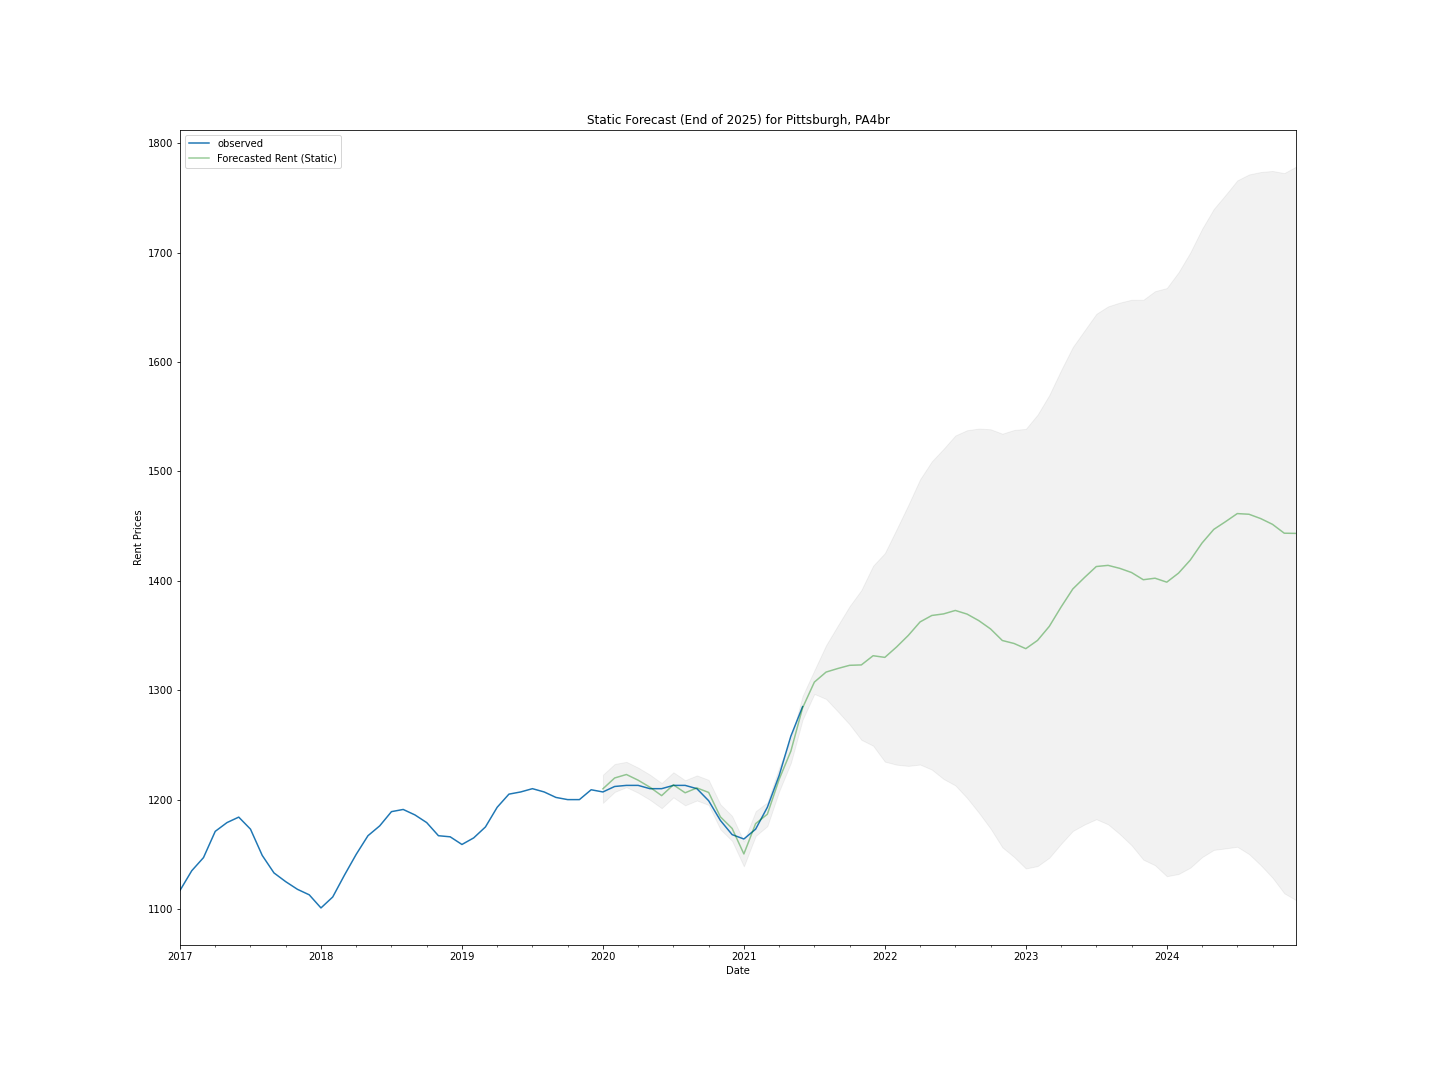 Static Forecast (End of 2025) for Pittsburgh, PA4br
observed
Forecasted Rent (Static)
1800
1700
1600
1500
1400
1300
1200
1100
Rent Prices
2017 2018 2019 2020 2021 2022 2023 2024
Date